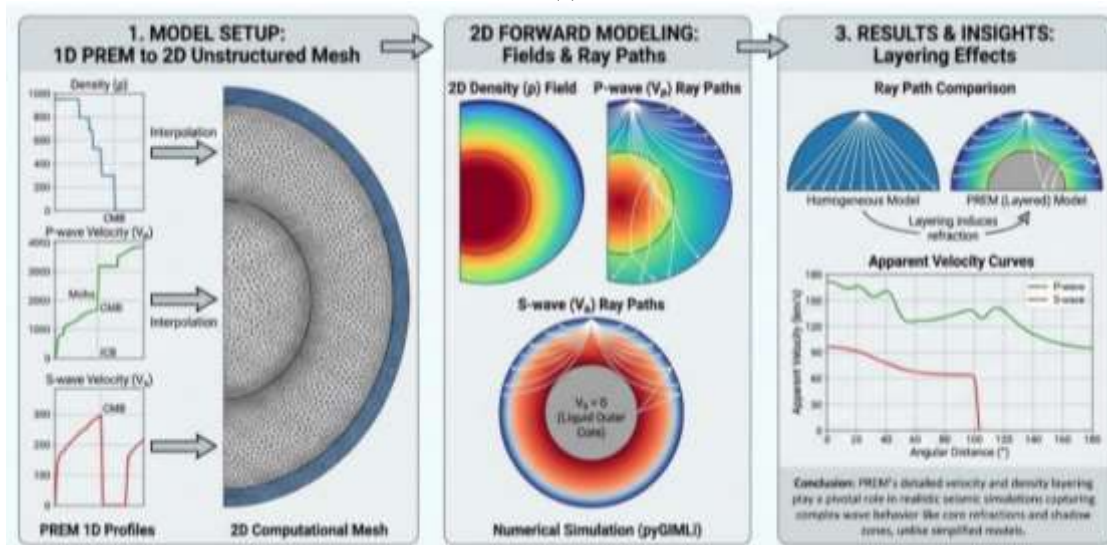 1. MODEL SETUP:
1D PREM to 2D Unstructured Mesh
Density (ρ)
1000
800
600
400
200
0
CMB
Interpolation
P-wave Velocity (Vₚ)
4000
3000
2000
1000
0
Moho
CMB
ICB
Interpolation
S-wave Velocity (Vₛ)
300
200
100
0
CMB
PREM 1D Profiles
2D Computational Mesh
2D FORWARD MODELING:
Fields & Ray Paths
2D Density (ρ) Field
P-wave (Vₚ) Ray Paths
S-wave (Vₛ) Ray Paths
Vₛ = 0
(Liquid Outer
Core)
Numerical Simulation (pyGIMLi)
3. RESULTS & INSIGHTS:
Layering Effects
Ray Path Comparison
Homogeneous Model
PREM (Layered) Model
Layering induces
refraction
Apparent Velocity Curves
Apparent Velocity (km/s)
180
150
120
90
60
30
0
P-wave
S-wave
0 20 40 60 80 100 120 140 160 180
Angular Distance (°)
Conclusion: PREM's detailed velocity and density layering
play a pivotal role in realistic seismic simulations capturing
complex wave behavior like core refractions and shadow
zones, unlike simplified models.